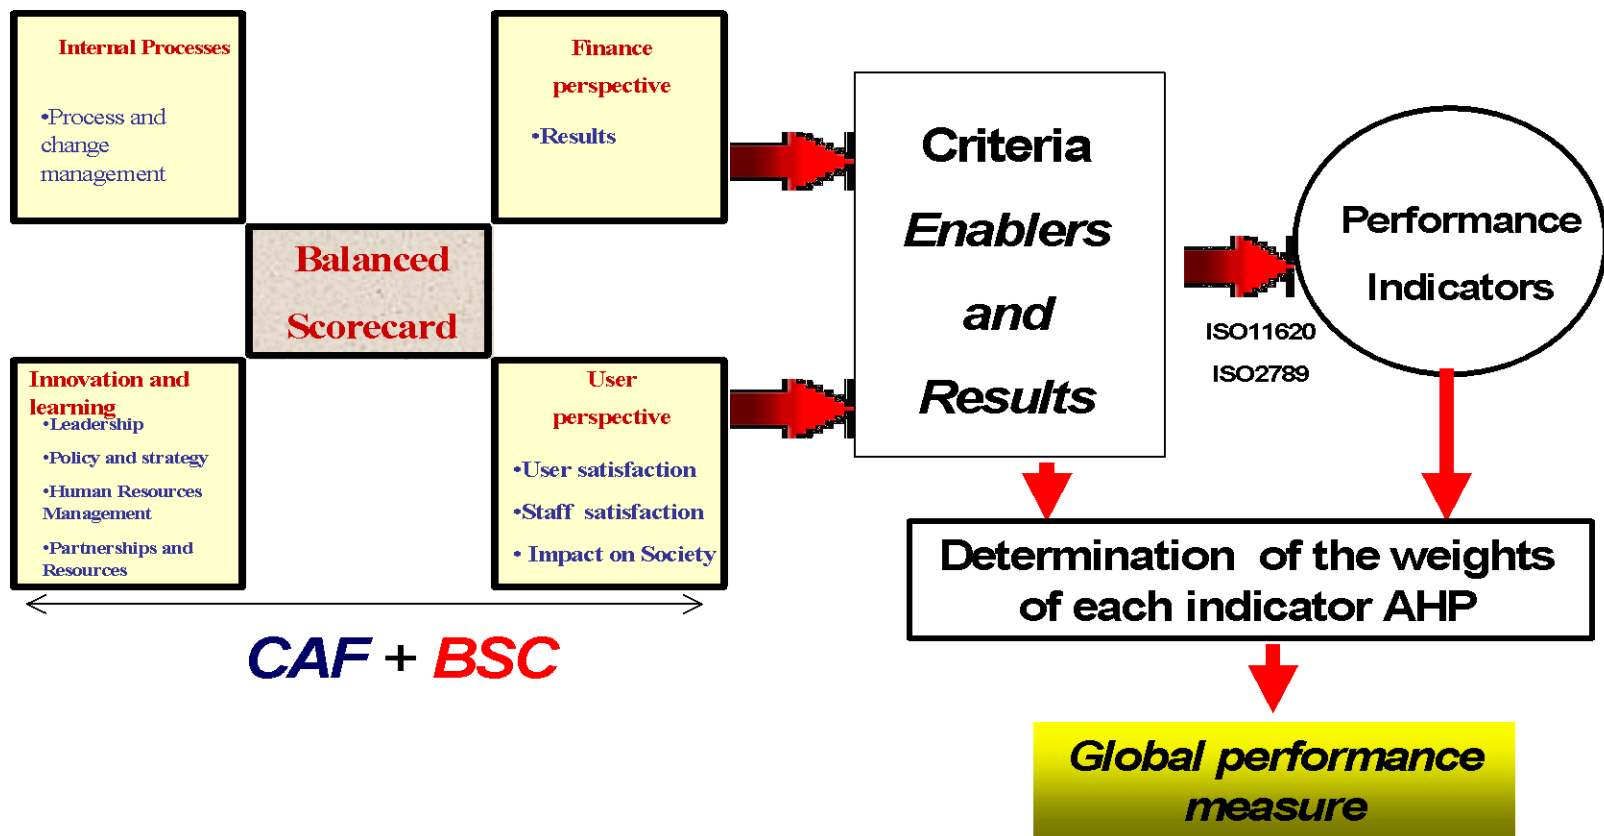 Internal Processes
•Process and
change
management
Finance
perspective
•Results
Balanced
Scorecard
Innovation and
learning
•Leadership
•Policy and strategy
•Human Resources
Management
•Partnerships and
Resources
User
perspective
•User satisfaction
•Staff  satisfaction
• Impact on Society
CAF + BSC
Criteria
Enablers
and
Results
ISO11620
ISO2789
Performance
Indicators
Determination  of the weights
of each indicator AHP
Global performance
measure